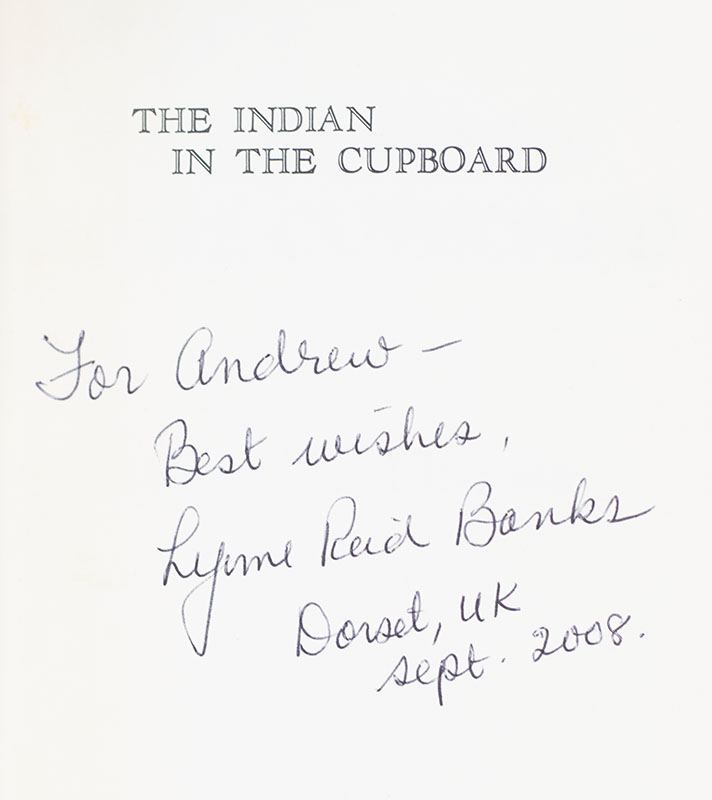 THE INDIAN
IN THE CUPBOARD
For Andrew —
Best wishes,
Lynne Reid Banks
Dorset, UK
sept. 2008.